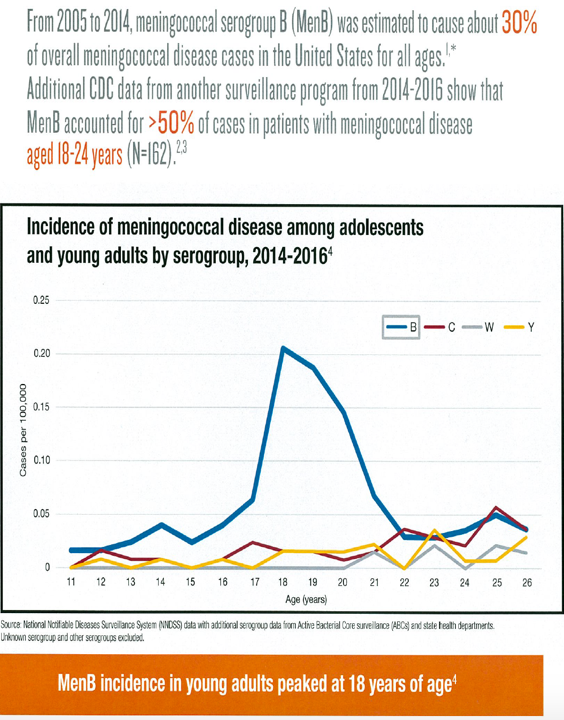 From 2005 to 2014, meningococcal serogroup B (MenB) was estimated to cause about 30%
of overall meningococcal disease cases in the United States for all ages.1,*
Additional CDC data from another surveillance program from 2014-2016 show that
MenB accounted for >50% of cases in patients with meningococcal disease
aged 18-24 years (N=162).2,3
Incidence of meningococcal disease among adolescents
and young adults by serogroup, 2014-20164
0.25
B C W Y
0.20
0.15
0.10
0.05
0
Cases per 100,000
11 12 13 14 15 16 17 18 19 20 21 22 23 24 25 26
Age (years)
Source: National Notifiable Diseases Surveillance System (NNDSS) data with additional serogroup data from Active Bacterial Core surveillance (ABCs) and state health departments.
Unknown serogroup and other serogroups excluded.
MenB incidence in young adults peaked at 18 years of age4